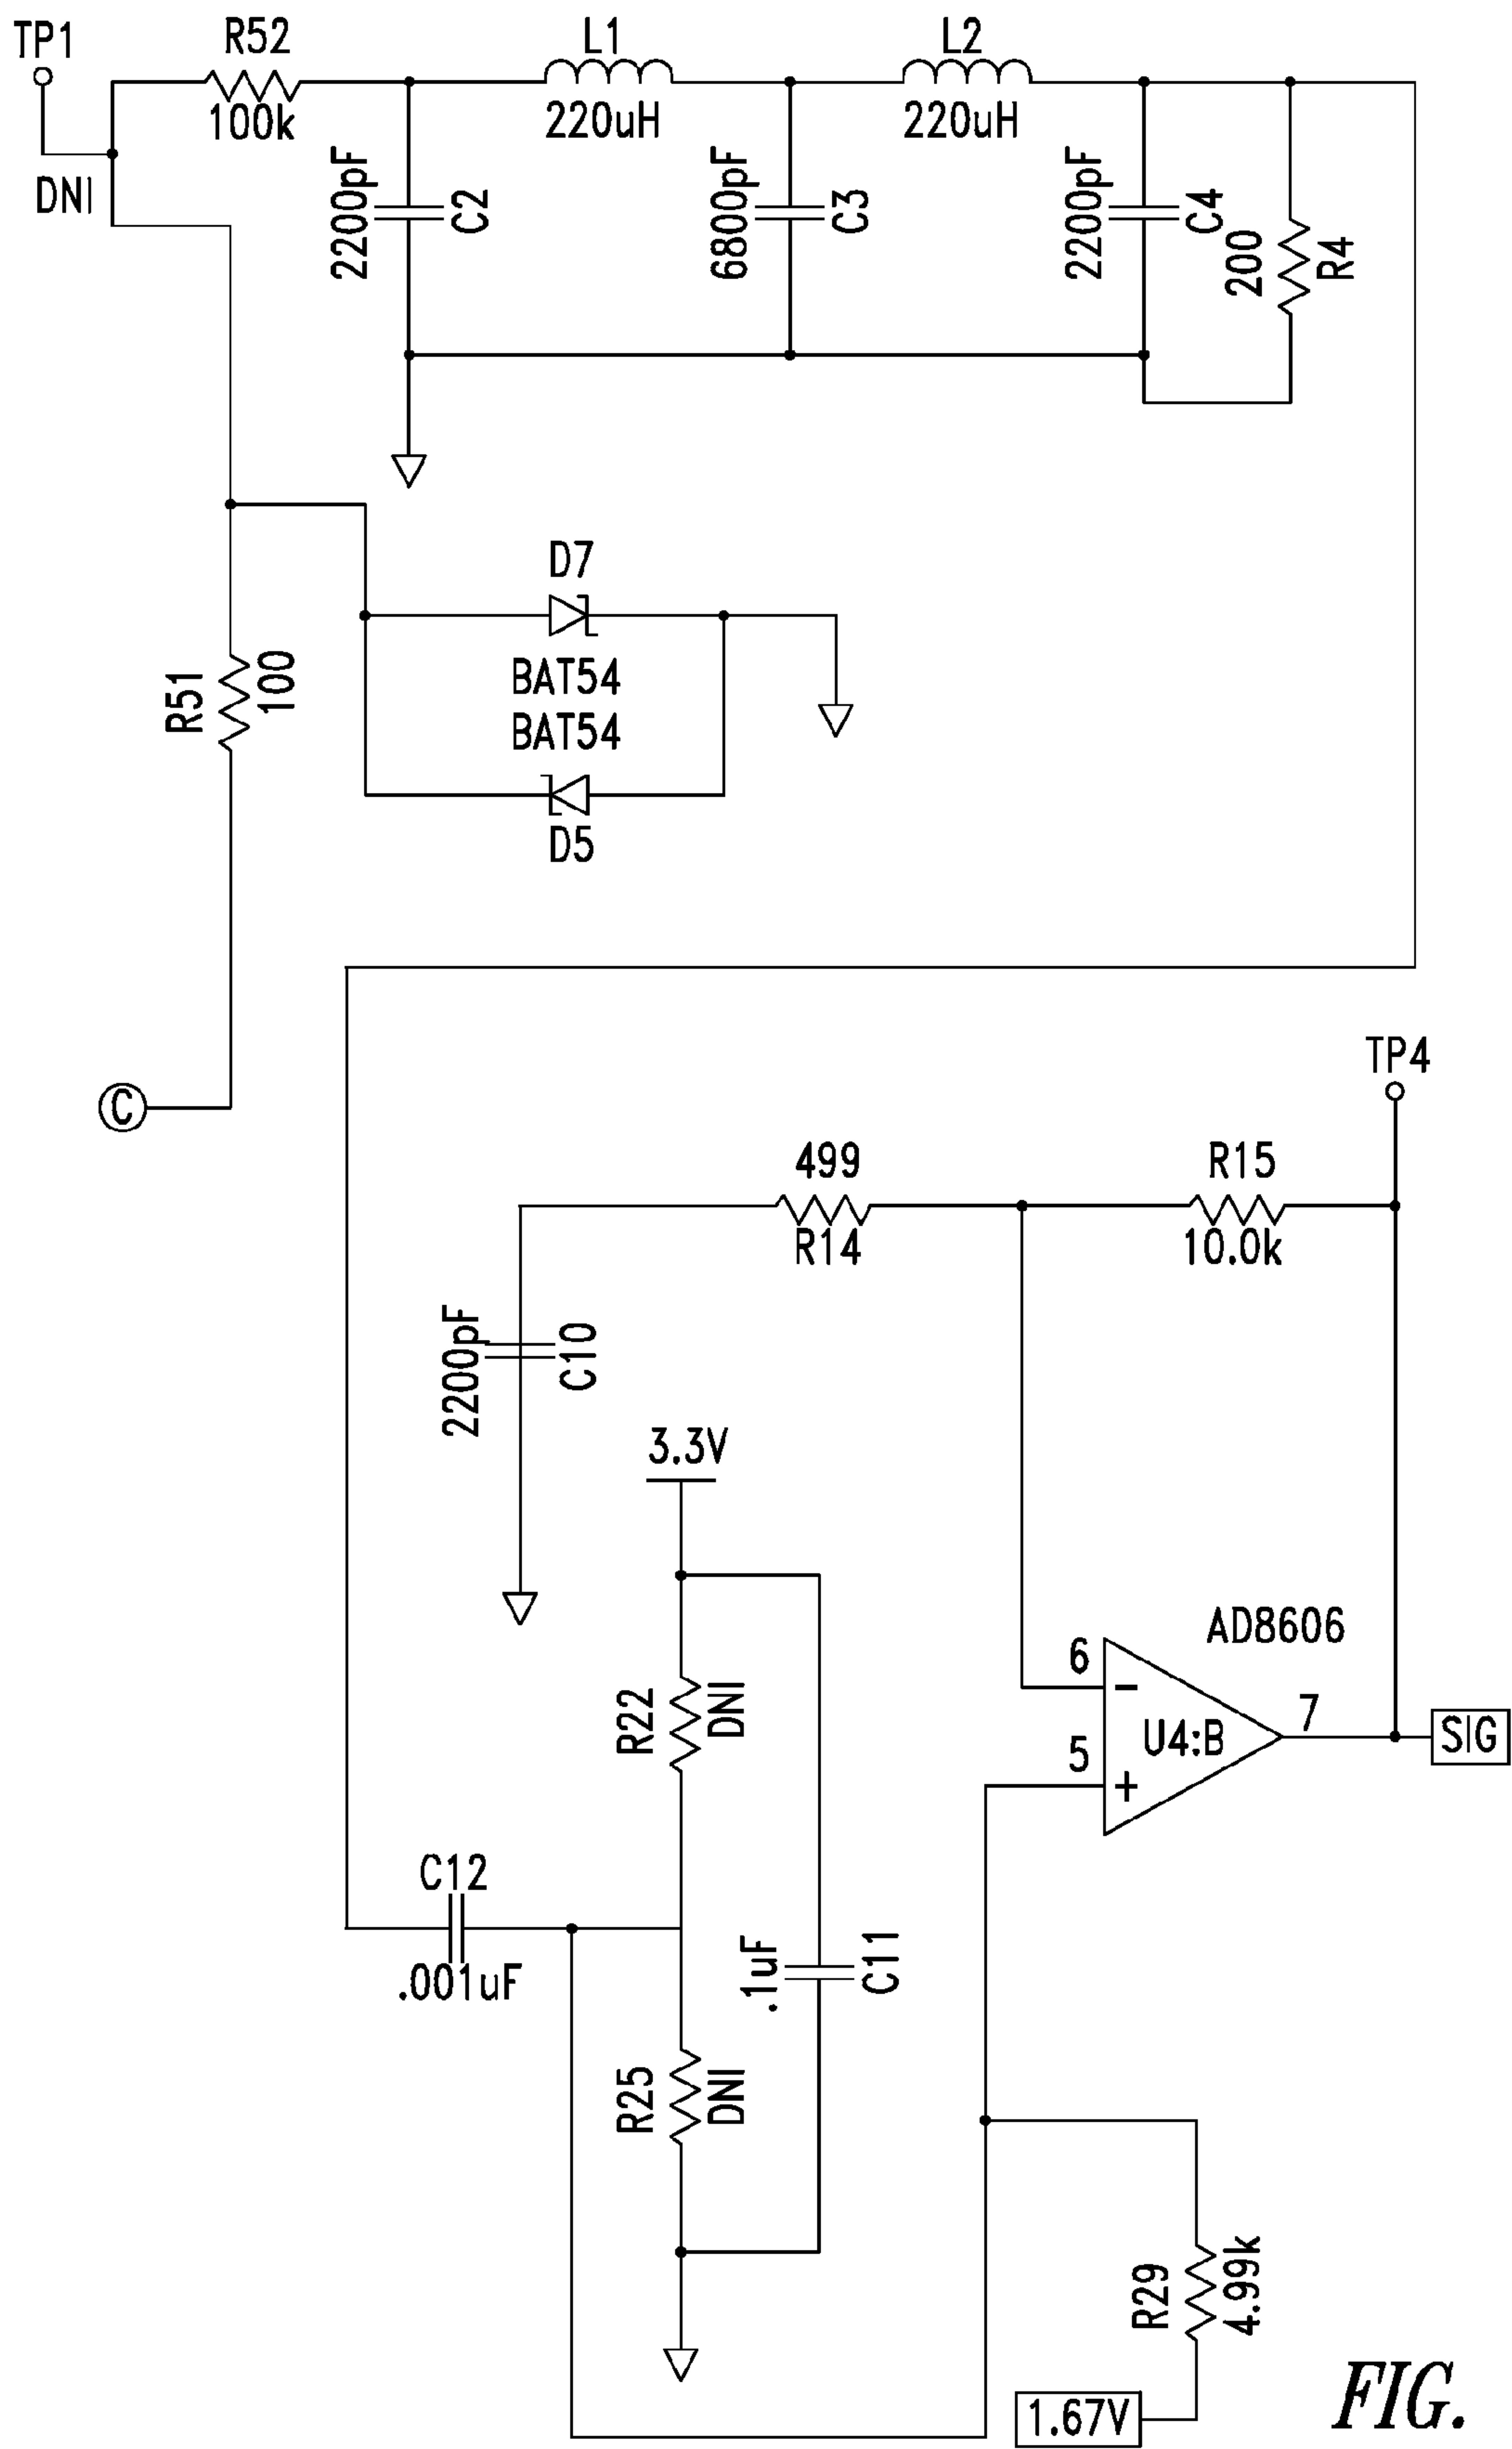 TP1
R52
L1
L2
100k
220uH
220uH
DNI
2200pF
C2
6800pF
C3
2200pF
C4
200
R4
D7
BAT54
BAT54
D5
R51
100
C
TP4
499
R14
R15
10.0k
2200pF
C10
3.3V
AD8606
6
-
U4:B
7
SIG
5
+
R22
DNI
C12
.001uF
.1uF
C11
R25
DNI
R29
4.99k
1.67V
FIG.